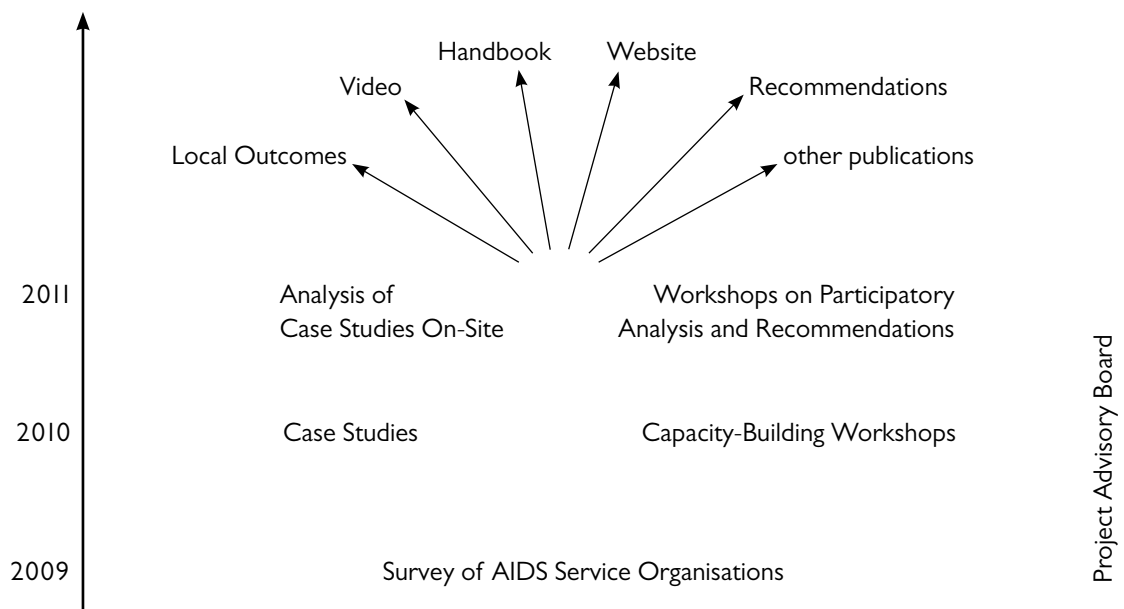 Handbook
Website
Video
Recommendations
Local Outcomes
other publications
2011
Analysis of
Case Studies On-Site
Workshops on Participatory
Analysis and Recommendations
2010
Case Studies
Capacity-Building Workshops
2009
Survey of AIDS Service Organisations
Project Advisory Board